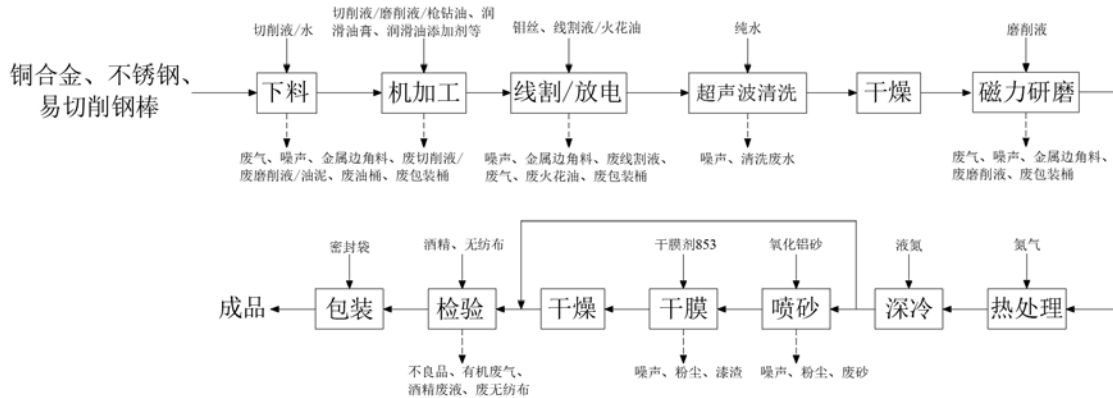 切削液/水
切削液/磨削液/枪钻油、润
滑油膏、润滑油添加剂等
钼丝、线割液/火花油
纯水
磨削液
铜合金、不锈钢、
易切削钢棒
下料
机加工
线割/放电
超声波清洗
干燥
磁力研磨
废气、噪声、金属边角料、废切削液/
废磨削液/油泥、废油桶、废包装桶
噪声、金属边角料、废线割液、
废气、废火花油、废包装桶
噪声、清洗废水
废气、噪声、金属边角料、
废磨削液、废包装桶
密封袋
酒精、无纺布
干膜剂853
氧化铝砂
液氮
氮气
成品
包装
检验
干燥
干膜
喷砂
深冷
热处理
不良品、有机废气、
酒精废液、废无纺布
噪声、粉尘、漆渣
噪声、粉尘、废砂